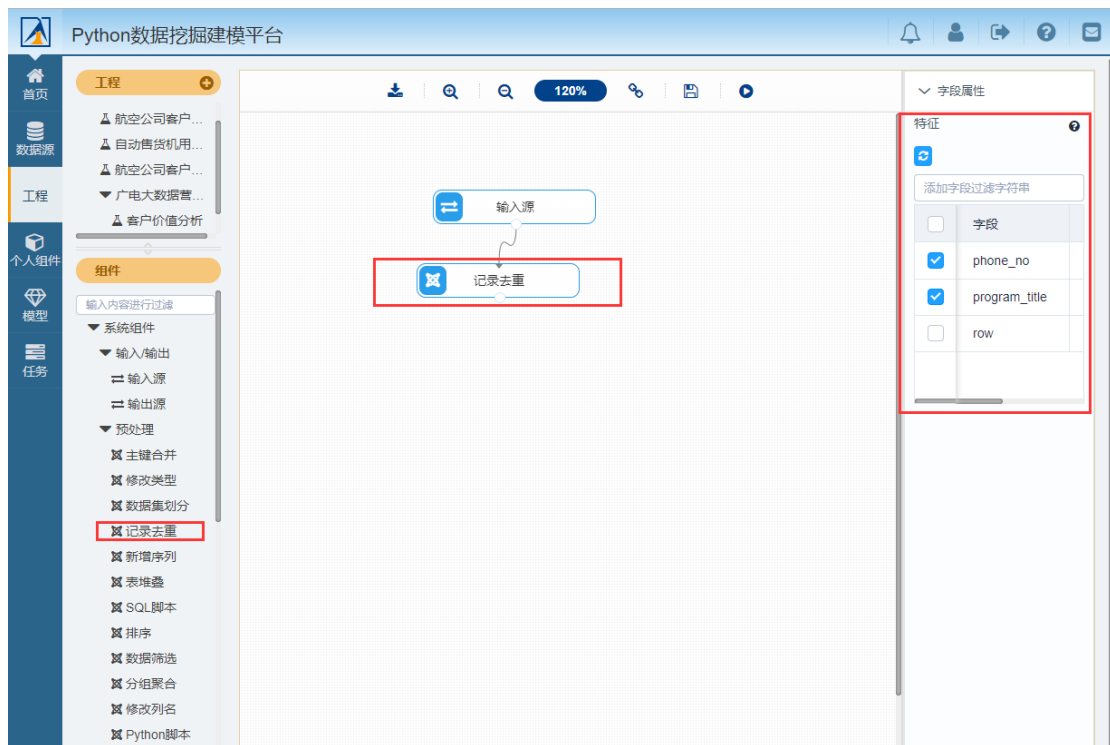 Python数据挖掘建模平台
首页
数据源
工程
个人组件
模型
任务
工程
航空公司客户...
自动售货机用...
航空公司客户...
广电大数据营...
客户价值分析
组件
输入内容进行过滤
系统组件
输入/输出
输入源
输出源
预处理
主键合并
修改类型
数据集划分
记录去重
新增序列
表堆叠
SQL脚本
排序
数据筛选
分组聚合
修改列名
Python脚本
120%
输入源
记录去重
字段属性
特征
添加字段过滤字符串
字段
phone_no
program_title
row